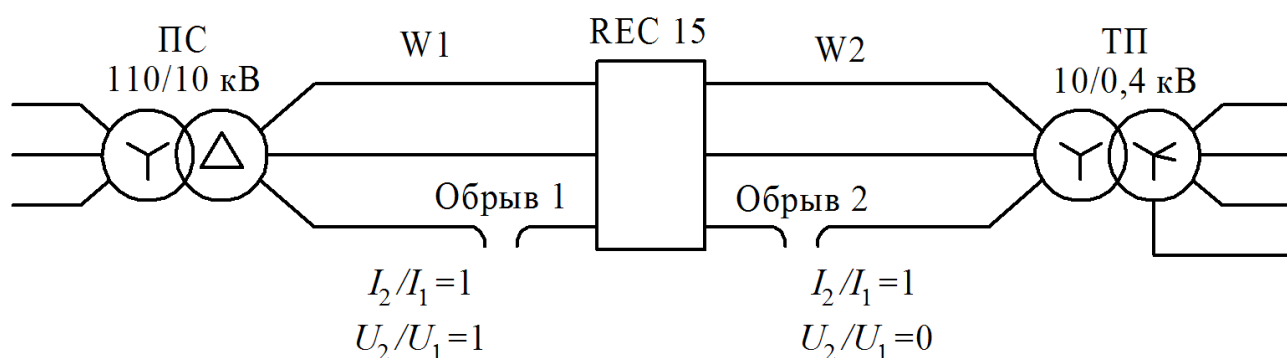 ПС
110/10 кВ
W1
REC 15
W2
ТП
10/0,4 кВ
Обрыв 1
Обрыв 2
I₂/I₁=1
U₂/U₁=1
I₂/I₁=1
U₂/U₁=0